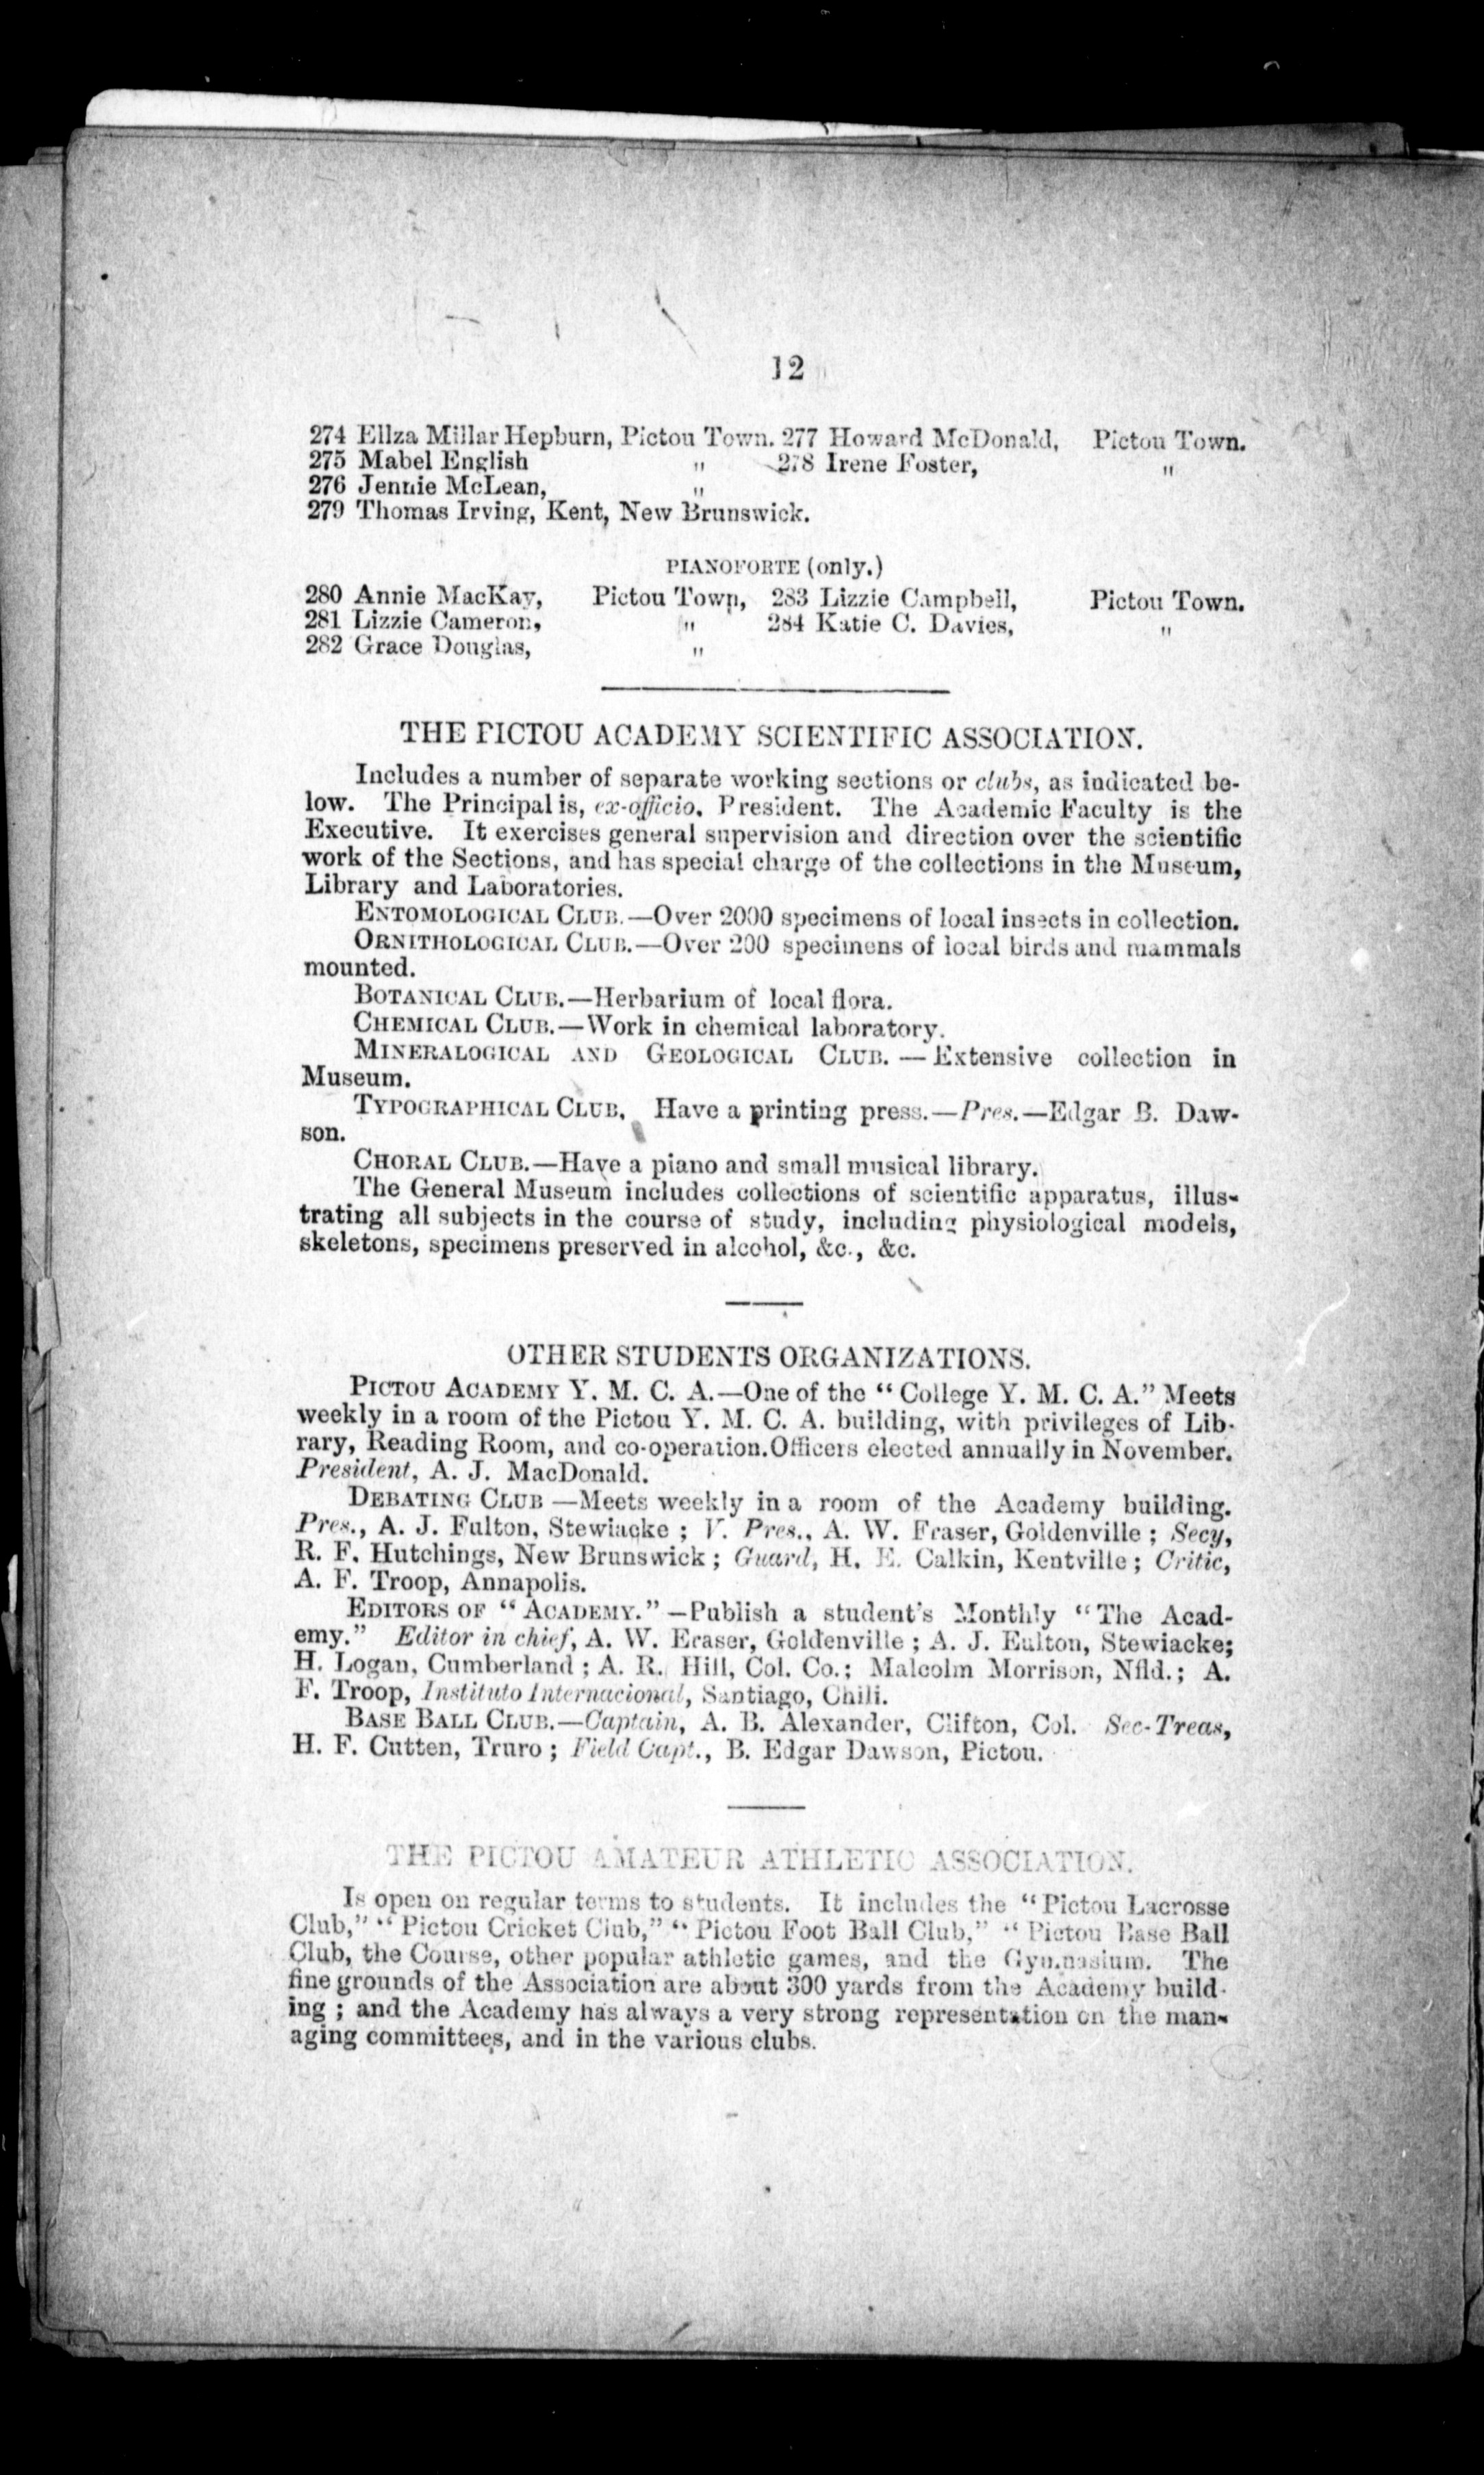 12
274 Ellza Millar Hepburn, Pictou Town. 277 Howard McDonald, Pictou Town.
275 Mabel English " 278 Irene Foster, "
276 Jennie McLean, "
279 Thomas Irving, Kent, New Brunswick.
PIANOFORTE (only.)
280 Annie MacKay, Pictou Town, 283 Lizzie Campbell, Pictou Town.
281 Lizzie Cameron, " 284 Katie C. Davies, "
282 Grace Douglas, "
THE PICTOU ACADEMY SCIENTIFIC ASSOCIATION.
Includes a number of separate working sections or clubs, as indicated be-
low. The Principal is, ex-officio, President. The Academic Faculty is the
Executive. It exercises general supervision and direction over the scientific
work of the Sections, and has special charge of the collections in the Museum,
Library and Laboratories.
ENTOMOLOGICAL CLUB.—Over 2000 specimens of local insects in collection.
ORNITHOLOGICAL CLUB.—Over 200 specimens of local birds and mammals
mounted.
BOTANICAL CLUB.—Herbarium of local flora.
CHEMICAL CLUB.—Work in chemical laboratory.
MINERALOGICAL AND GEOLOGICAL CLUB. — Extensive collection in
Museum.
TYPOGRAPHICAL CLUB, Have a printing press.—Pres.—Edgar B. Daw-
son.
CHORAL CLUB.—Have a piano and small musical library.
The General Museum includes collections of scientific apparatus, illus-
trating all subjects in the course of study, including physiological models,
skeletons, specimens preserved in alcohol, &c., &c.
OTHER STUDENTS ORGANIZATIONS.
PICTOU ACADEMY Y. M. C. A.—One of the “ College Y. M. C. A.” Meets
weekly in a room of the Pictou Y. M. C. A. building, with privileges of Lib-
rary, Reading Room, and co-operation. Officers elected annually in November.
President, A. J. MacDonald.
DEBATING CLUB —Meets weekly in a room of the Academy building.
Pres., A. J. Fulton, Stewiacke ; V. Pres., A. W. Fraser, Goldenville ; Secy,
R. F. Hutchings, New Brunswick ; Guard, H. E. Calkin, Kentville ; Critic,
A. F. Troop, Annapolis.
EDITORS OF “ ACADEMY.” —Publish a student's Monthly “The Acad-
emy.” Editor in chief, A. W. Eraser, Goldenville ; A. J. Eulton, Stewiacke;
H. Logan, Cumberland ; A. R. Hill, Col. Co.; Malcolm Morrison, Nfld.; A.
F. Troop, Instituto Internacional, Santiago, Chili.
BASE BALL CLUB.—Captain, A. B. Alexander, Clifton, Col. Sec-Treas,
H. F. Cutten, Truro ; Field Capt., B. Edgar Dawson, Pictou.
THE PICTOU AMATEUR ATHLETIC ASSOCIATION.
Is open on regular terms to students. It includes the “Pictou Lacrosse
Club,” “ Pictou Cricket Club,” “ Pictou Foot Ball Club,” “ Pictou Base Ball
Club, the Course, other popular athletic games, and the Gymnasium. The
fine grounds of the Association are about 300 yards from the Academy build-
ing ; and the Academy has always a very strong representation on the man-
aging committees, and in the various clubs.